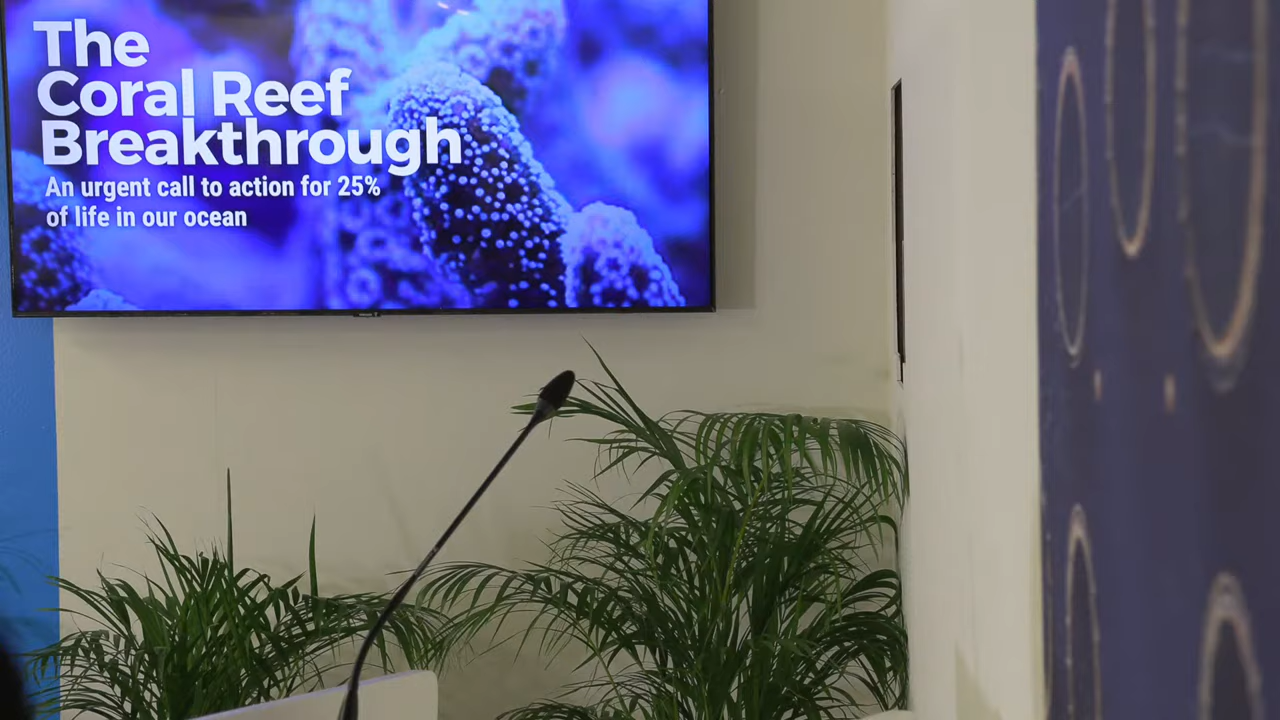 The
Coral Reef
Breakthrough
An urgent call to action for 25%
of life in our ocean